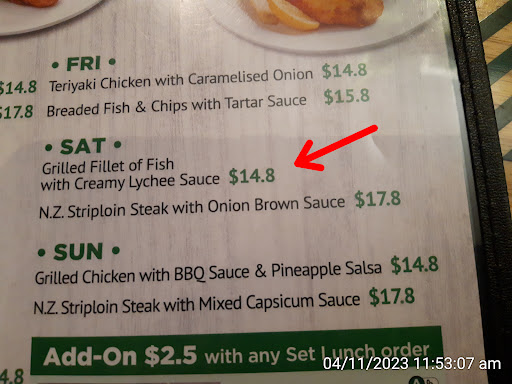 • FRI •
$14.8 Teriyaki Chicken with Caramelised Onion $14.8
$17.8 Breaded Fish & Chips with Tartar Sauce $15.8
• SAT •
Grilled Fillet of Fish
with Creamy Lychee Sauce $14.8
N.Z. Striploin Steak with Onion Brown Sauce $17.8
• SUN •
Grilled Chicken with BBQ Sauce & Pineapple Salsa $14.8
N.Z. Striploin Steak with Mixed Capsicum Sauce $17.8
Add-On $2.5 with any Set Lunch order
4.8
04/11/2023 11:53:07 am